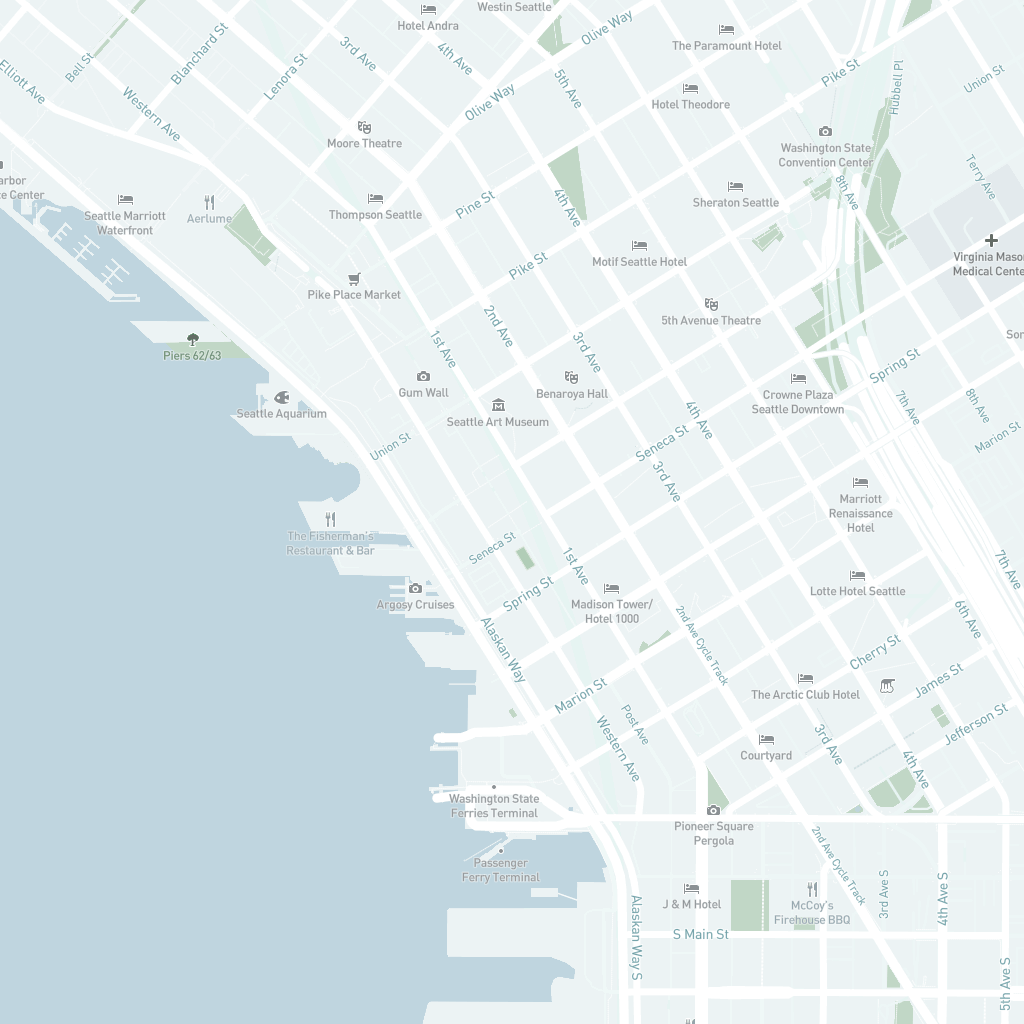 Westin Seattle
Hotel Andra
Olive Way
The Paramount Hotel
Blanchard St
3rd Ave
4th Ave
Bell St
Lenora St
Elliott Ave
Western Ave
5th Ave
Olive Way
Pike St
Hubbell Pl
Union St
Hotel Theodore
Moore Theatre
Washington State
Convention Center
arbor
e Center
Seattle Marriott
Waterfront
Aerlume
Thompson Seattle
Pine St
4th Ave
Sheraton Seattle
8th Ave
Terry Ave
Pike St
Motif Seattle Hotel
Virginia Mason
Medical Cente
Pike Place Market
2nd Ave
5th Avenue Theatre
Son
Piers 62/63
1st Ave
3rd Ave
Gum Wall
Benaroya Hall
Spring St
Crowne Plaza
Seattle Downtown
Seattle Aquarium
Seattle Art Museum
4th Ave
7th Ave
8th Ave
Union St
Seneca St
Marion St
3rd Ave
Marriott
Renaissance
Hotel
The Fisherman's
Restaurant & Bar
Seneca St
1st Ave
7th Ave
Argosy Cruises
Spring St
Madison Tower/
Hotel 1000
Lotte Hotel Seattle
6th Ave
Alaskan Way
2nd Ave Cycle Track
Cherry St
James St
Marion St
The Arctic Club Hotel
Post Ave
Western Ave
Jefferson St
3rd Ave
4th Ave
Courtyard
Washington State
Ferries Terminal
Pioneer Square
Pergola
Passenger
Ferry Terminal
2nd Ave Cycle Track
J & M Hotel
McCoy's
Firehouse BBQ
3rd Ave S
4th Ave S
Alaskan Way S
S Main St
5th Ave S